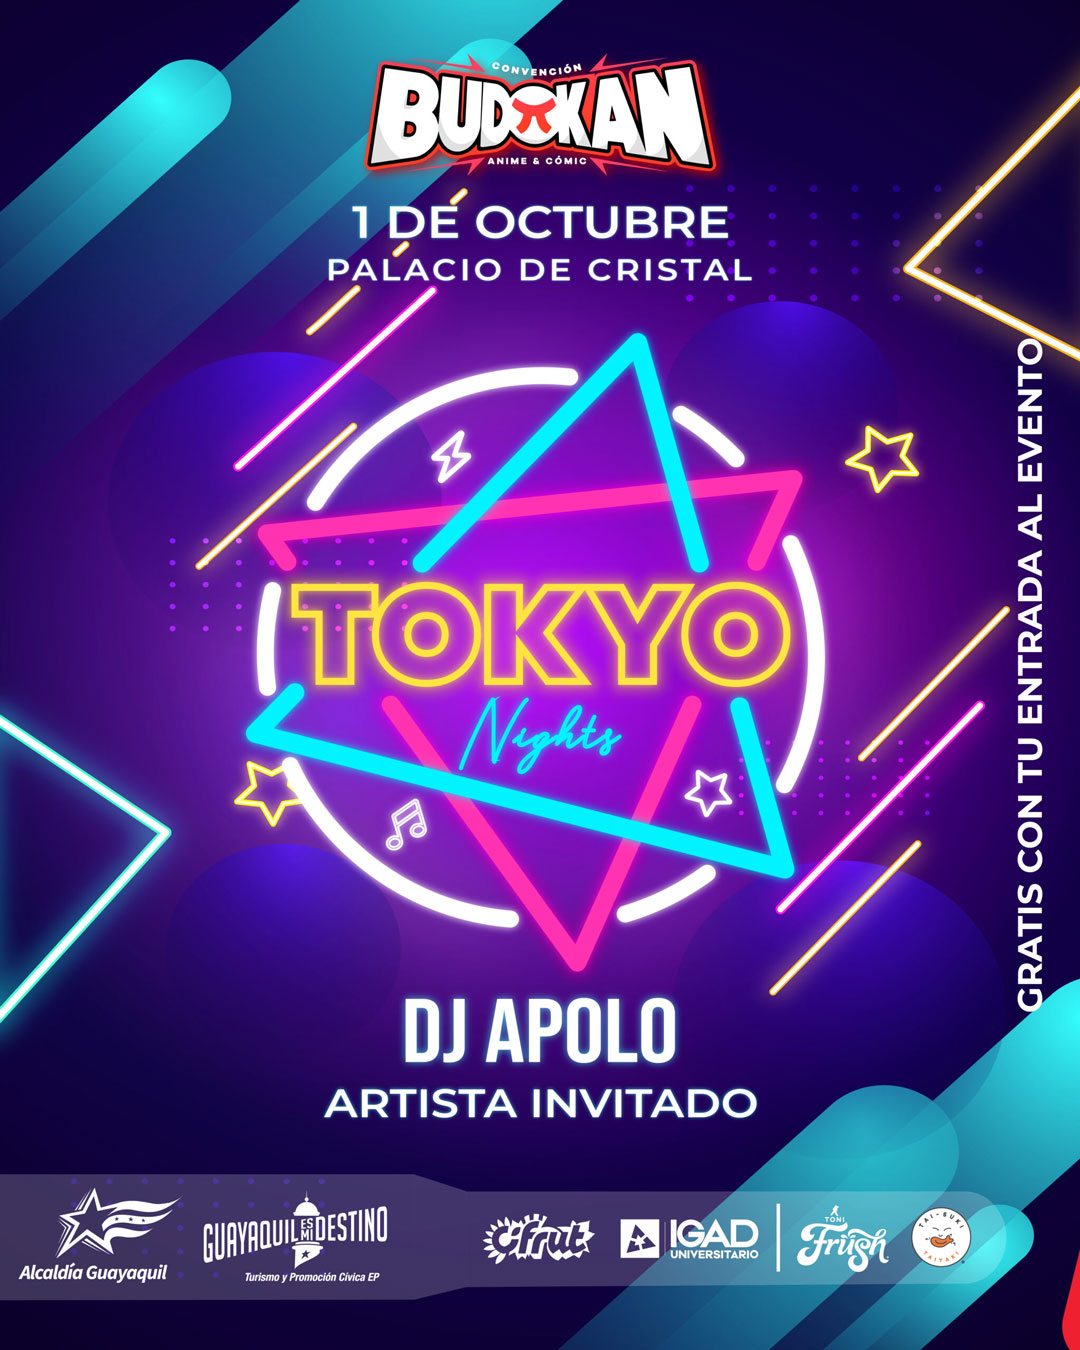 CONVENCIÓN
BUDOKAN
ANIME & CÓMIC
1 DE OCTUBRE
PALACIO DE CRISTAL
GRATIS CON TU ENTRADA AL EVENTO
TOKYO
Nights
DJ APOLO
ARTISTA INVITADO
Alcaldía Guayaquil
GUAYAQUIL ES MI DESTINO
Turismo y Promoción Cívica EP
Cifrut
IGAD
UNIVERSITARIO
TONI
Früsh
TAI-SUKI
TAIYAKI